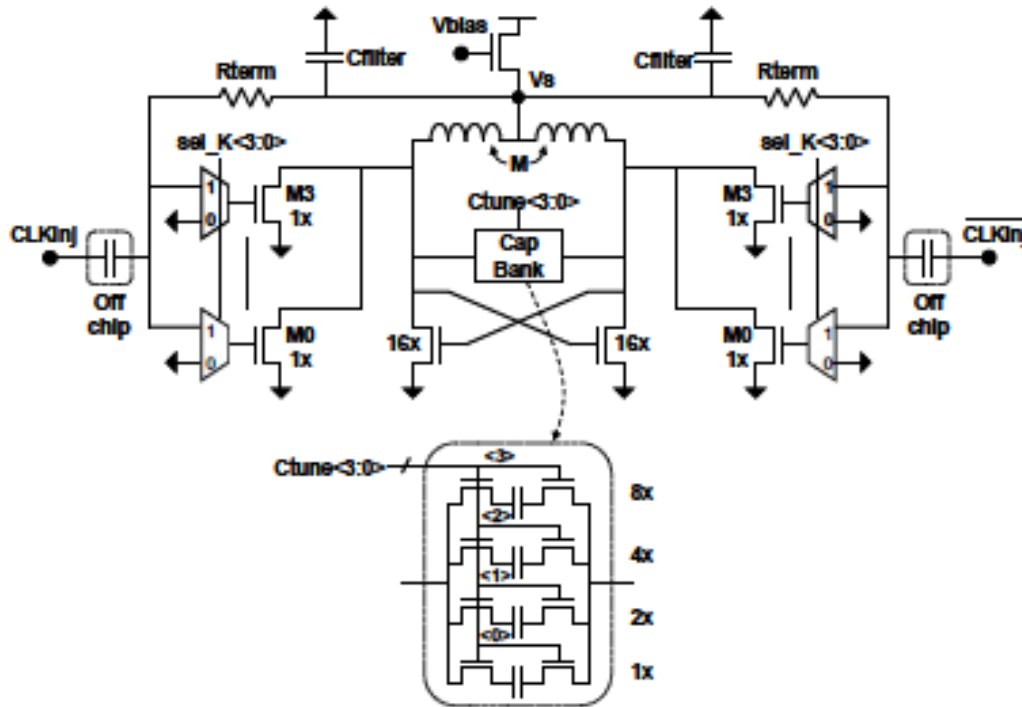 Vbias
Cfilter
Cfilter
Rterm
Vs
Rterm
sel_K<3:0>
sel_K<3:0>
M
1
0
M3
1x
M3
1x
1
0
Ctune<3:0>
CLKinj
CLKinj
Cap
Bank
Off
chip
Off
chip
1
0
M0
1x
16x
16x
M0
1x
1
0
Ctune<3:0>
<3>
8x
<2>
4x
<1>
2x
<0>
1x